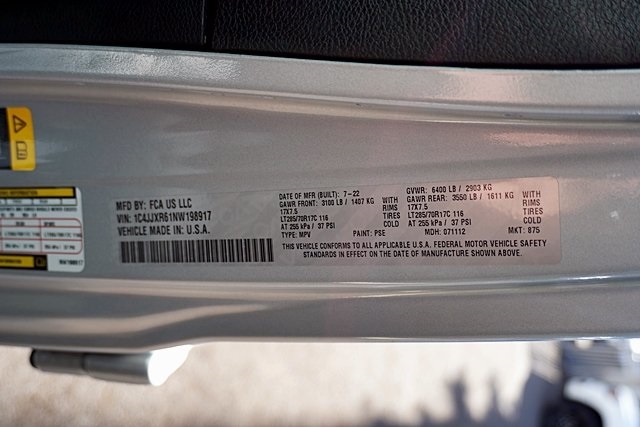 MFD BY: FCA US LLC
VIN: 1C4JJXR61NW198917
VEHICLE MADE IN: U.S.A.
DATE OF MFR (BUILT): 7-22 GVWR: 6400 LB / 2903 KG
GAWR FRONT: 3100 LB / 1407 KG WITH GAWR REAR: 3550 LB / 1611 KG WITH
17X7.5 RIMS 17X7.5 RIMS
LT285/70R17C 116 TIRES LT285/70R17C 116 TIRES
AT 255 kPa / 37 PSI COLD AT 255 kPa / 37 PSI COLD
TYPE: MPV PAINT: PSE MDH: 071112 MKT: 875
THIS VEHICLE CONFORMS TO ALL APPLICABLE U.S.A. FEDERAL MOTOR VEHICLE SAFETY
STANDARDS IN EFFECT ON THE DATE OF MANUFACTURE SHOWN ABOVE.